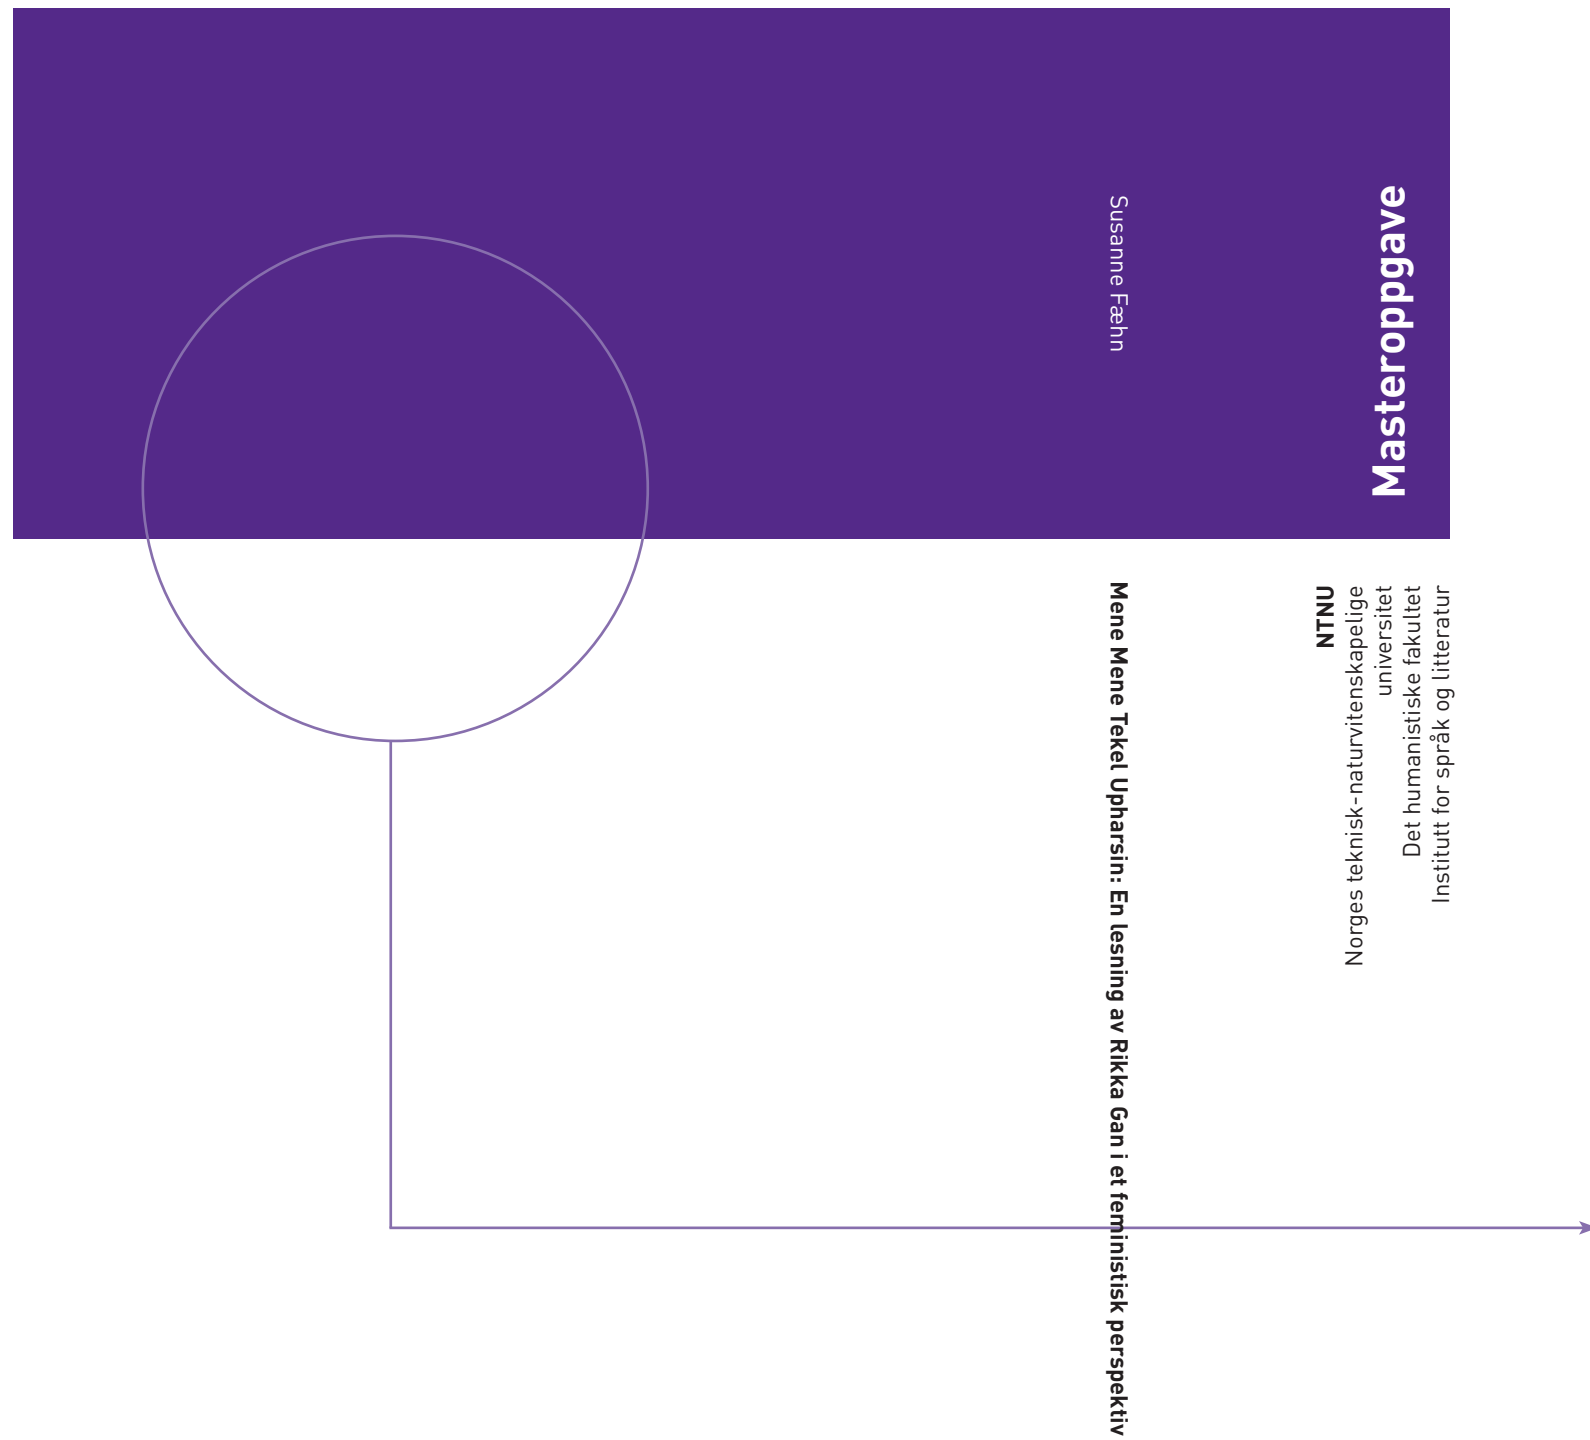 Susanne Fæhn
Mene Mene Tekel Upharsin: En lesning av Rikka Gan i et feministisk perspektiv
NTNU
Norges teknisk-naturvitenskapelige
universitet
Det humanistiske fakultet
Institutt for språk og litteratur
Masteroppgave